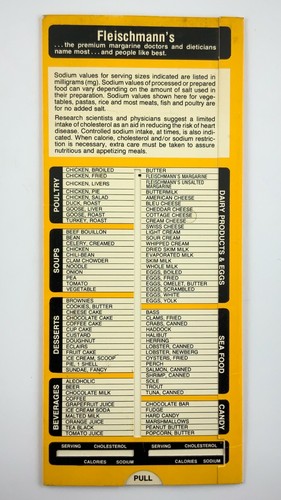 Fleischmann's
...the premium margarine doctors and dieticians
name most... and people like best.
Sodium values for serving sizes indicated are listed in
milligrams (mg). Sodium values of processed or prepared
food can vary depending on the amount of salt used in
their preparation. Sodium values shown here for vege-
tables, pastas, rice and most meats, fish and poultry are
for no added salt...
Research scientists and physicians suggest a limited
intake of cholesterol as an aid in reducing the risk of heart
disease. Controlled sodium intake, at times, is also indi-
cated. When calorie, cholesterol and/or sodium restric-
tion is necessary, extra care must be taken to assure
nutritious and appetizing meals.
POULTRY
CHICKEN, BROILED
CHICKEN, FRIED
CHICKEN, LIVERS
CHICKEN, PIE
CHICKEN, SALAD
DUCK, ROAST
GOOSE, LIVER
GOOSE, ROAST
TURKEY, ROAST
SOUPS
BEEF BOUILLON
BEAN
CELERY, CREAMED
CHICKEN
CHILI-BEAN
CLAM CHOWDER
NOODLE
ONION
PEA
TOMATO
VEGETABLE
DESSERTS
BROWNIES
COOKIES, BUTTER
CHEESE CAKE
CHOCOLATE CAKE
COFFEE CAKE
CUP CAKE
CUSTARD
DOUGHNUT
ECLAIRS
FRUIT CAKE
ICE CREAM, SCOOP
PIE SHELL
SUNDAE, FANCY
BEVERAGES
ALCOHOLIC
BEER
CHOCOLATE MILK
COLA
GRAPEFRUIT JUICE
ICE CREAM SODA
MALTED MILK
ORANGE JUICE
TEA BLACK
TOMATO JUICE
DAIRY PRODUCTS & EGGS
BUTTER
FLEISCHMANN'S MARGARINE
FLEISCHMANN'S UNSALTED
MARGARINE
BUTTERMILK
AMERICAN CHEESE
BLEU CHEESE
CHEDDAR CHEESE
COTTAGE CHEESE
CREAM CHEESE
SWISS CHEESE
LIGHT CREAM
SOUR CREAM
WHIPPED CREAM
DRIED SKIM MILK
EVAPORATED MILK
SKIM MILK
WHOLE MILK
EGGS, BOILED
EGGS, FRIED
EGGS, OMELET, BUTTER
EGGS, SCRAMBLED
EGGS, WHITE
EGGS, YOLK
SEA FOOD
BASS
CLAMS, FRIED
CRABS, CANNED
HADDOCK
HALIBUT
HERRING
LOBSTER, CANNED
LOBSTER, NEWBERG
OYSTERS, FRIED
PERCH
SALMON, CANNED
SHRIMP, CANNED
SOLE
TROUT
TUNA, CANNED
CANDY
CHOCOLATE BAR
FUDGE
HARD CANDY
MARSHMALLOWS
PEANUT BUTTER
POPCORN, BUTTER
SERVING CHOLESTEROL SERVING CHOLESTEROL
CALORIES SODIUM CALORIES SODIUM
PULL